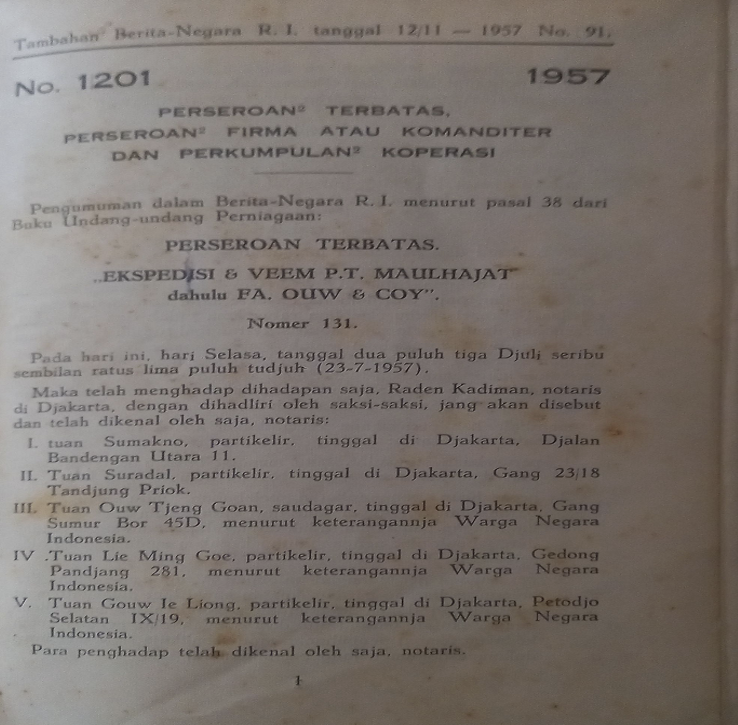 Tambahan² Berita-Negara R. I. tanggal 12/11 — 1957 No. 91.
No. 1201 1957
PERSEROAN² TERBATAS,
PERSEROAN² FIRMA ATAU KOMANDITER
DAN PERKUMPULAN² KOPERASI
Pengumuman dalam Berita-Negara R. I. menurut pasal 38 dari
Buku Undang-undang Perniagaan:
PERSEROAN TERBATAS.
„EKSPEDISI & VEEM P.T. MAULHAJAT
dahulu FA. OUW & COY".
Nomer 131.
Pada hari ini, hari Selasa, tanggal dua puluh tiga Djuli seribu
sembilan ratus lima puluh tudjuh (23-7-1957).
Maka telah menghadap dihadapan saja, Raden Kadiman, notaris
di Djakarta, dengan dihadliri oleh saksi-saksi, jang akan disebut
dan telah dikenal oleh saja, notaris:
I. tuan Sumakno, partikelir, tinggal di Djakarta, Djalan
Bandengan Utara 11.
II. Tuan Suradal, partikelir, tinggal di Djakarta, Gang 23/18
Tandjung Priok.
III. Tuan Ouw Tjeng Goan, saudagar, tinggal di Djakarta, Gang
Sumur Bor 45D, menurut keterangannja Warga Negara
Indonesia.
IV .Tuan Lie Ming Goe, partikelir, tinggal di Djakarta, Gedong
Pandjang 281, menurut keterangannja Warga Negara
Indonesia.
V. Tuan Gouw Ie Liong, partikelir, tinggal di Djakarta, Petodjo
Selatan IX/19, menurut keterangannja Warga Negara
Indonesia.
Para penghadap telah dikenal oleh saja, notaris.
1